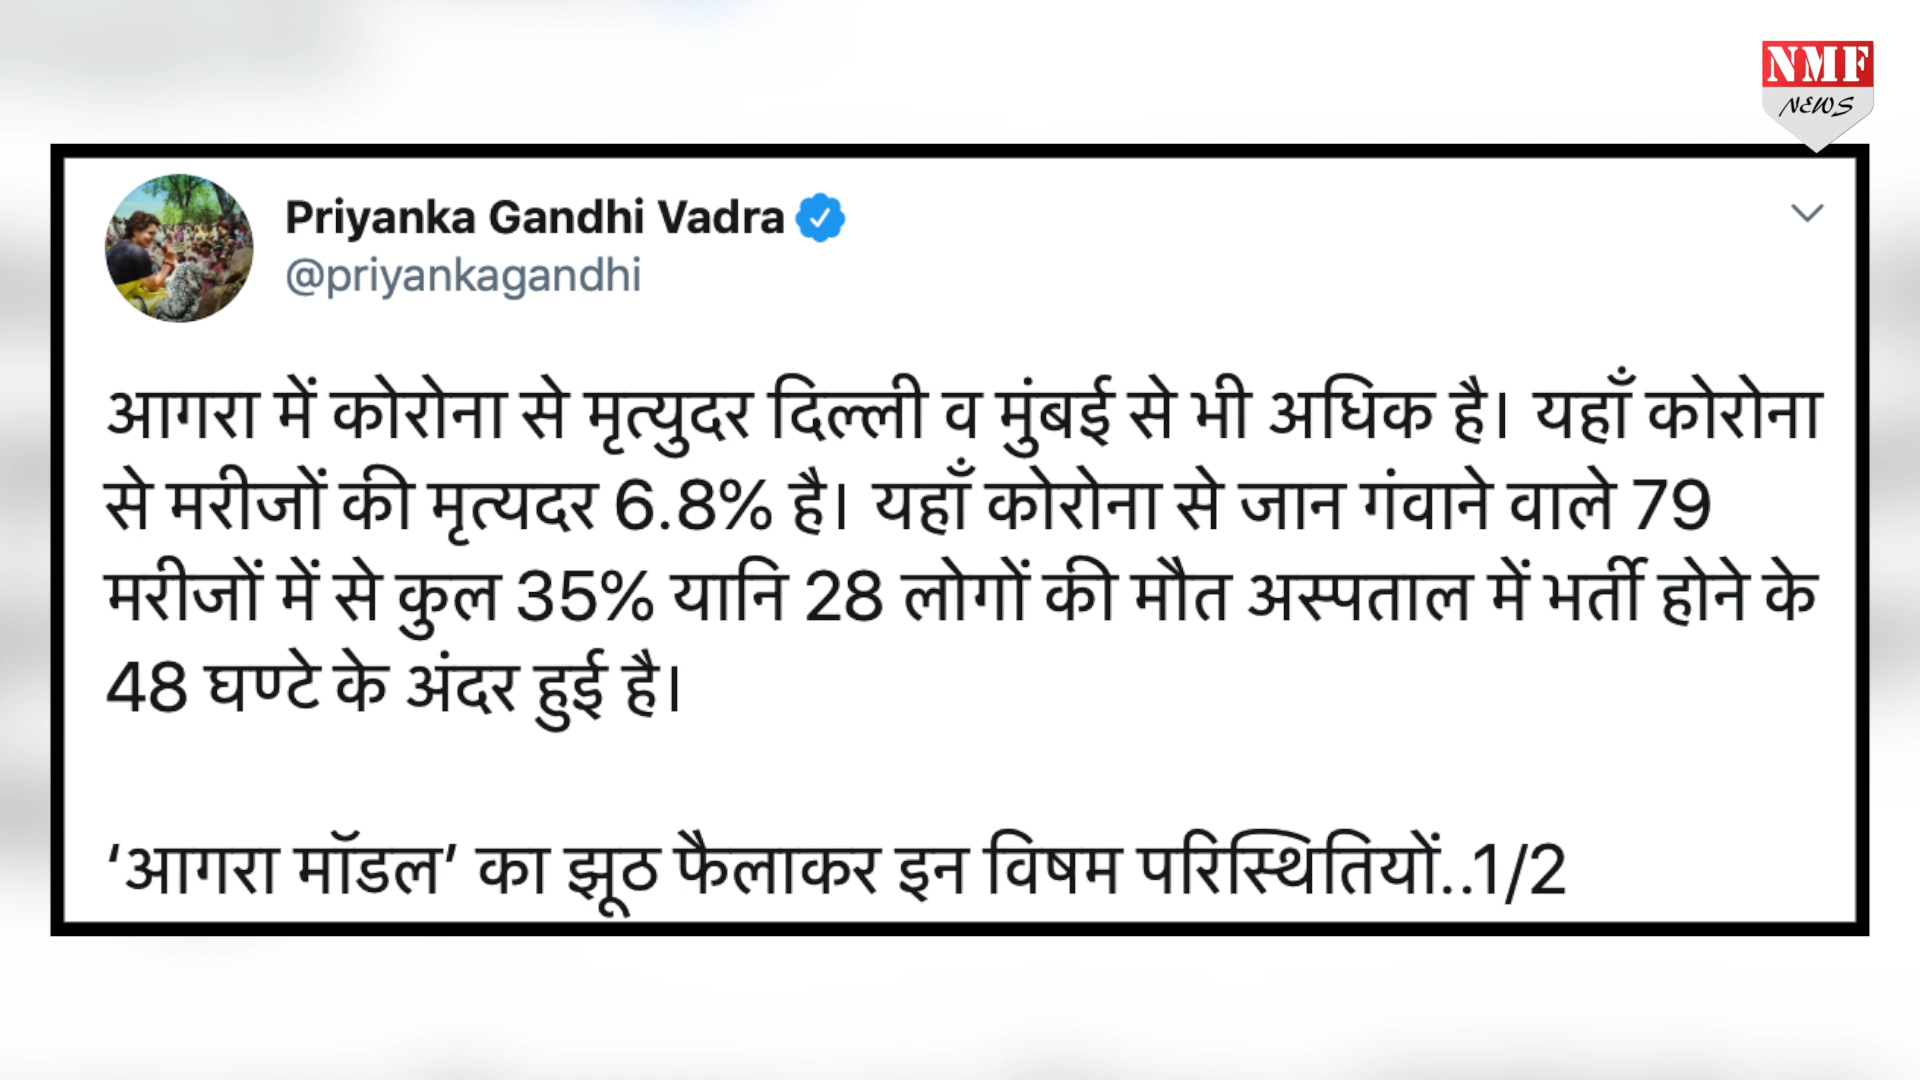 NMF
NEWS
Priyanka Gandhi Vadra
@priyankagandhi
आगरा में कोरोना से मृत्युदर दिल्ली व मुंबई से भी अधिक है। यहाँ कोरोना
से मरीजों की मृत्यदर 6.8% है। यहाँ कोरोना से जान गंवाने वाले 79
मरीजों में से कुल 35% यानि 28 लोगों की मौत अस्पताल में भर्ती होने के
48 घण्टे के अंदर हुई है।
‘आगरा मॉडल’ का झूठ फैलाकर इन विषम परिस्थितियों..1/2